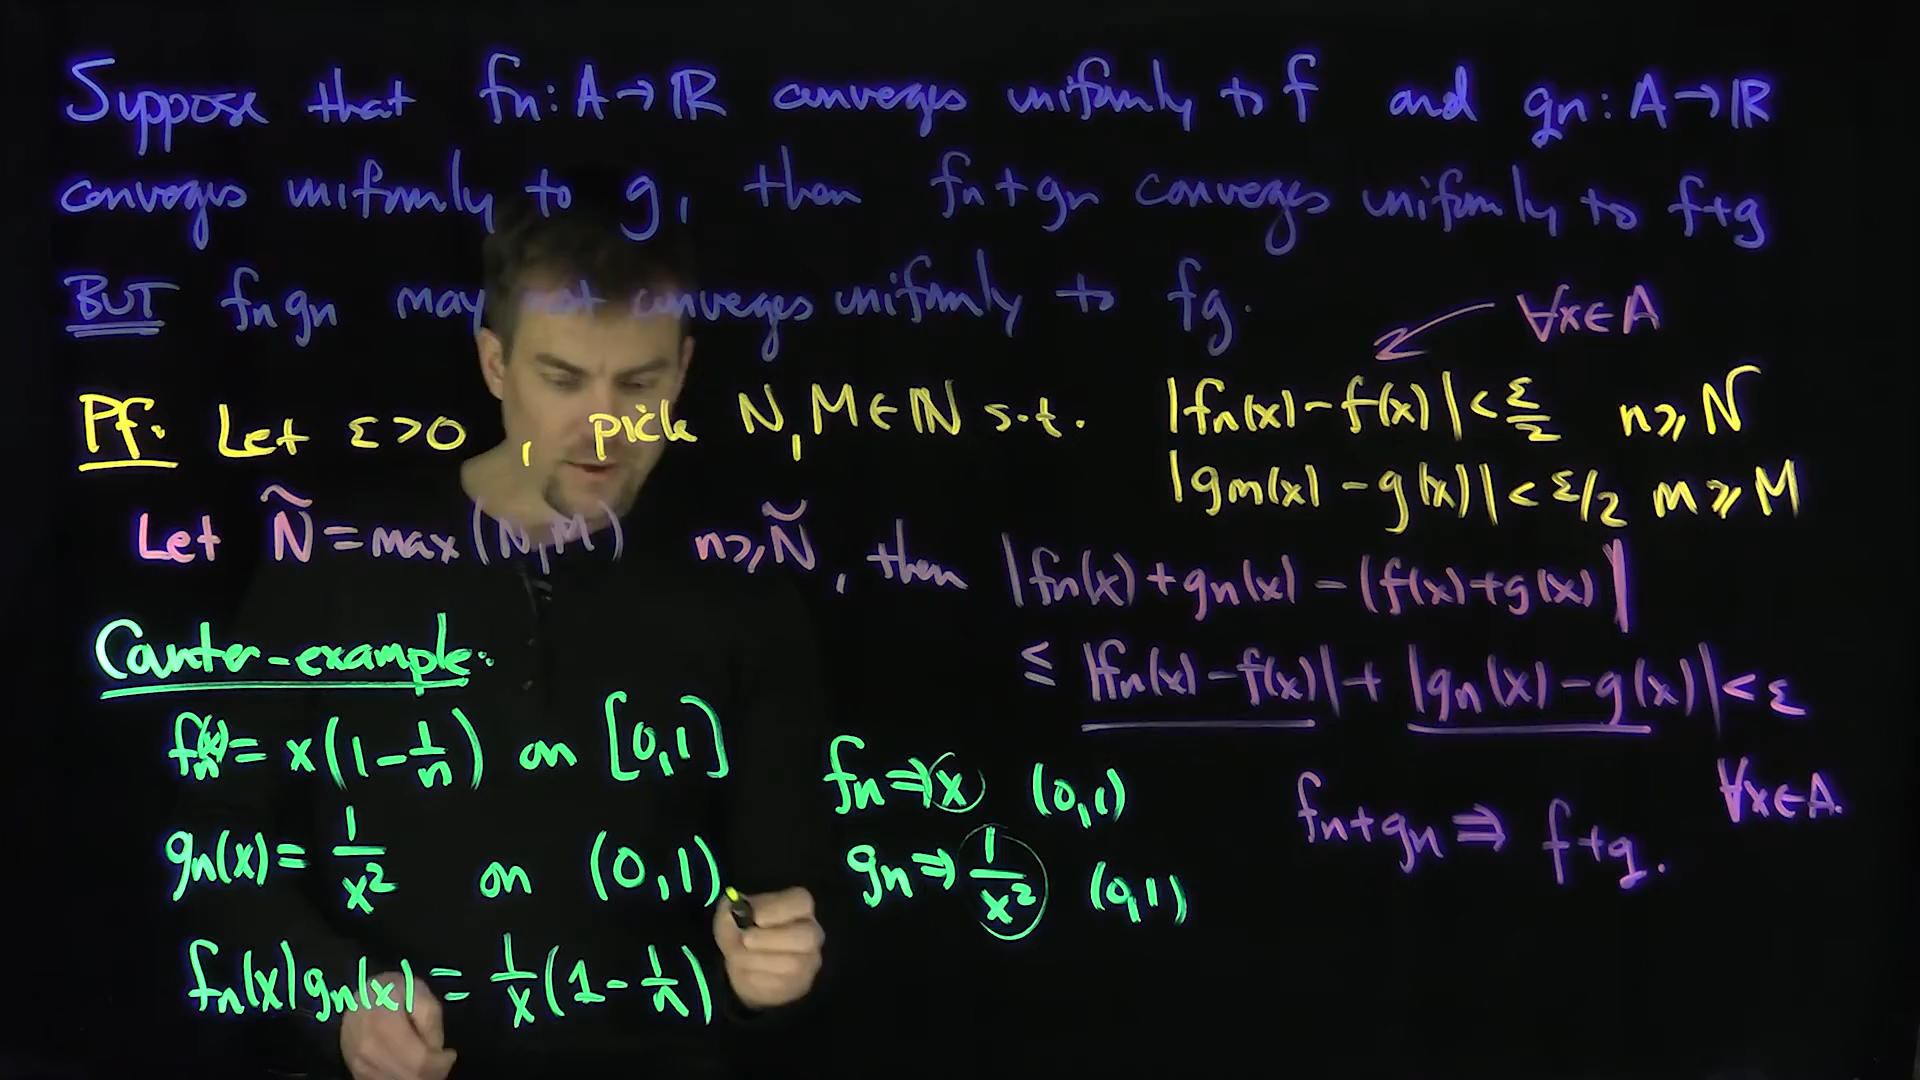 Suppose that fn: A→ℝ converges uniformly to f and gn: A→ℝ
converges uniformly to g, then fn+gn converges uniformly to f+g
BUT fngn may not converges uniformly to fg.
∀x∈A
Pf: Let ε>0, pick N,M∈ℕ s.t. |fn(x)-f(x)|<ε/2 n≥N
|gm(x)-g(x)|<ε/2 m≥M
Let Ñ=max(N,M) n≥Ñ, then |fn(x)+gn(x)-(f(x)+g(x)|
≤ |fn(x)-f(x)|+|gn(x)-g(x)|<ε
∀x∈A.
Counter-example:
fn(x)= x(1-1/n) on [0,1]
fn⇉x (0,1)
fn+gn⇉f+g.
gn(x)= 1/x² on (0,1)
gn⇉1/x² (0,1)
fn(x)gn(x)= 1/x(1-1/n)